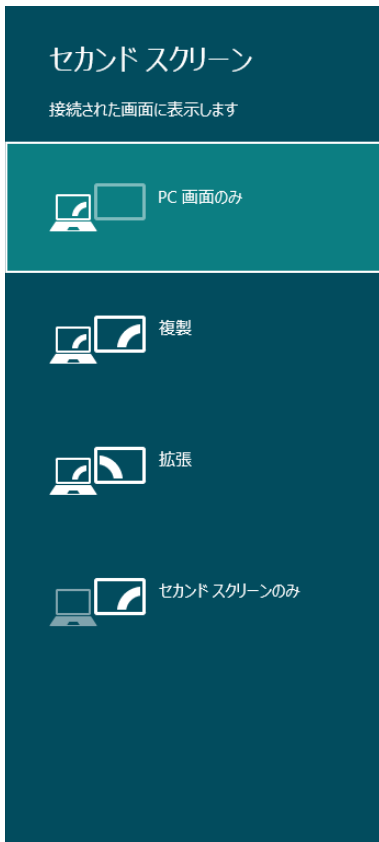 セカンド スクリーン
接続された画面に表示します
PC 画面のみ
複製
拡張
セカンド スクリーンのみ